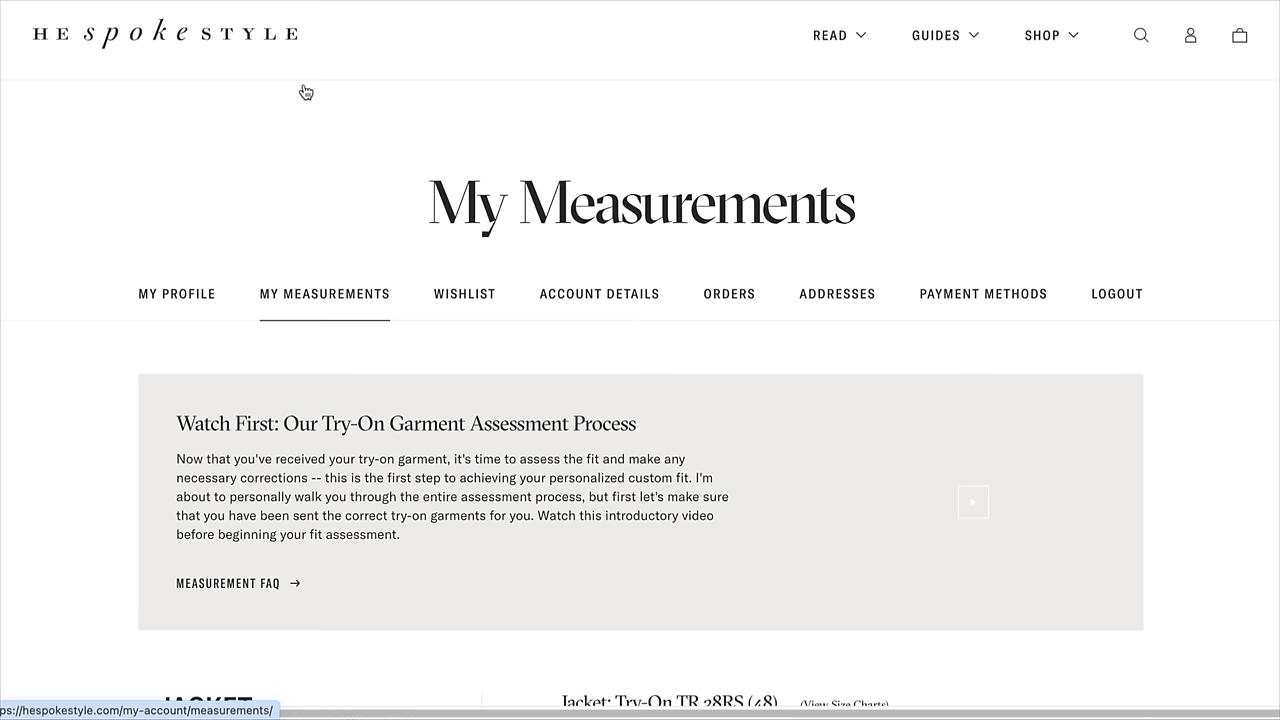 HE spoke STYLE
READ
GUIDES
SHOP
My Measurements
MY PROFILE
MY MEASUREMENTS
WISHLIST
ACCOUNT DETAILS
ORDERS
ADDRESSES
PAYMENT METHODS
LOGOUT
Watch First: Our Try-On Garment Assessment Process
Now that you've received your try-on garment, it's time to assess the fit and make any
necessary corrections -- this is the first step to achieving your personalized custom fit. I'm
about to personally walk you through the entire assessment process, but first let's make sure
that you have been sent the correct try-on garments for you. Watch this introductory video
before beginning your fit assessment.
MEASUREMENT FAQ →
JACKET
Jacket: Try-On TR 38RS (48)
(View Size Charts)
ps://hespokestyle.com/my-account/measurements/